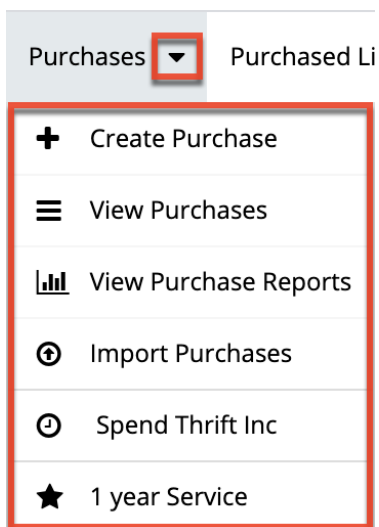 Purchases Purchased Li
Create Purchase
View Purchases
View Purchase Reports
Import Purchases
Spend Thrift Inc
1 year Service